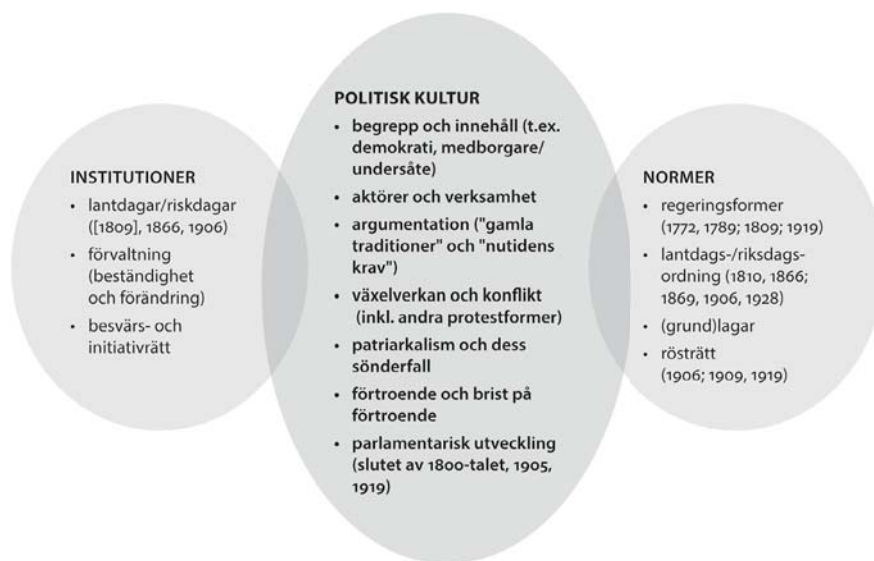 INSTITUTIONER
• lantdagar/riskdagar
([1809], 1866, 1906)
• förvaltning
(beständighet
och förändring)
• besvärs- och
initiativrätt
POLITISK KULTUR
• begrepp och innehåll (t.ex.
demokrati, medborgare/
undersåte)
• aktörer och verksamhet
• argumentation ("gamla
traditioner" och "nutidens
krav")
• växelverkan och konflikt
(inkl. andra protestformer)
• patriarkalism och dess
sönderfall
• förtroende och brist på
förtroende
• parlamentarisk utveckling
(slutet av 1800-talet, 1905,
1919)
NORMER
• regeringsformer
(1772, 1789; 1809; 1919)
• lantdags-/riksdags-
ordning (1810, 1866;
1869, 1906, 1928)
• (grund)lagar
• rösträtt
(1906; 1909, 1919)